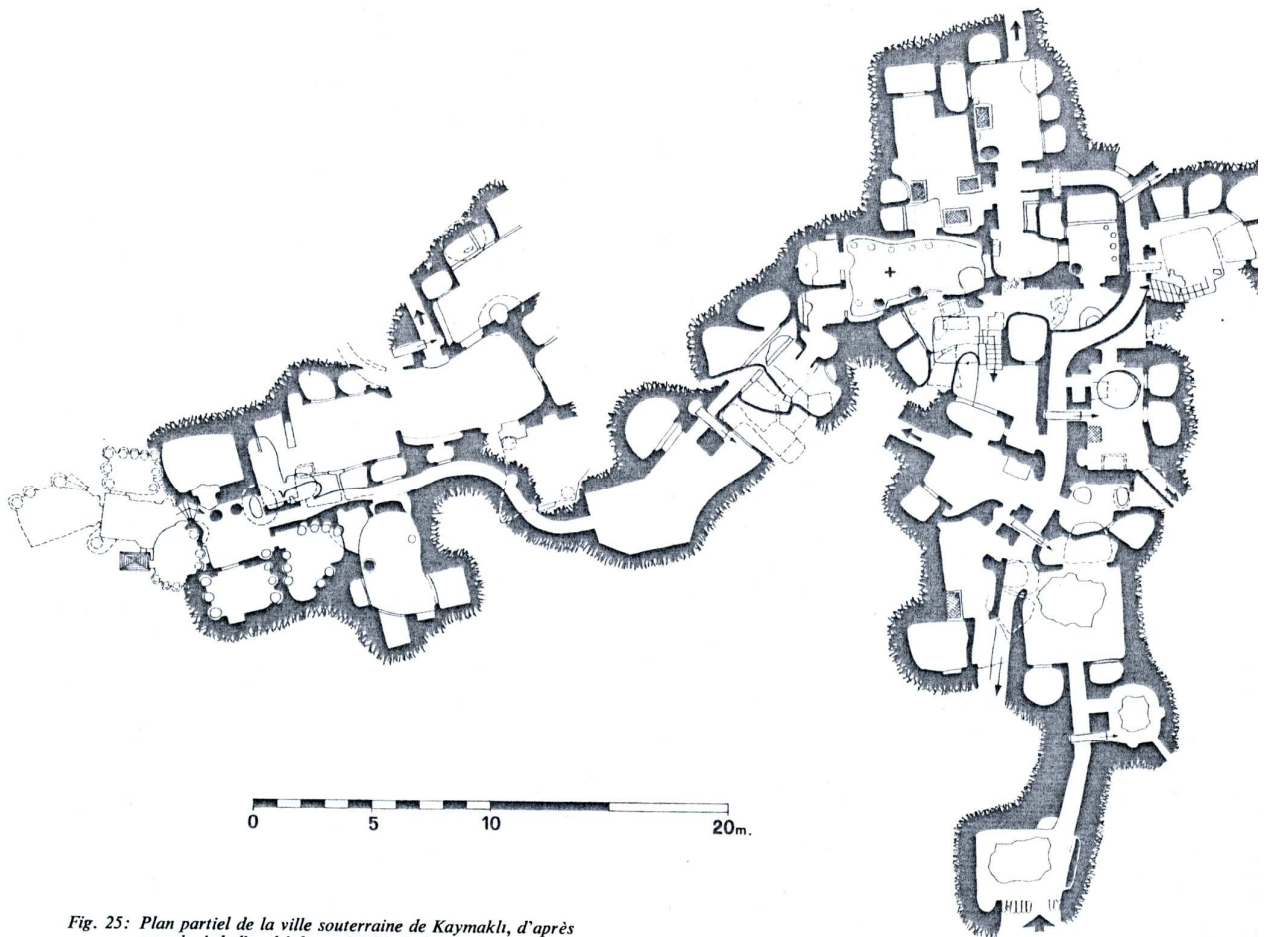 0 5 10 20m.
Fig. 25: Plan partiel de la ville souterraine de Kaymaklı, d'après